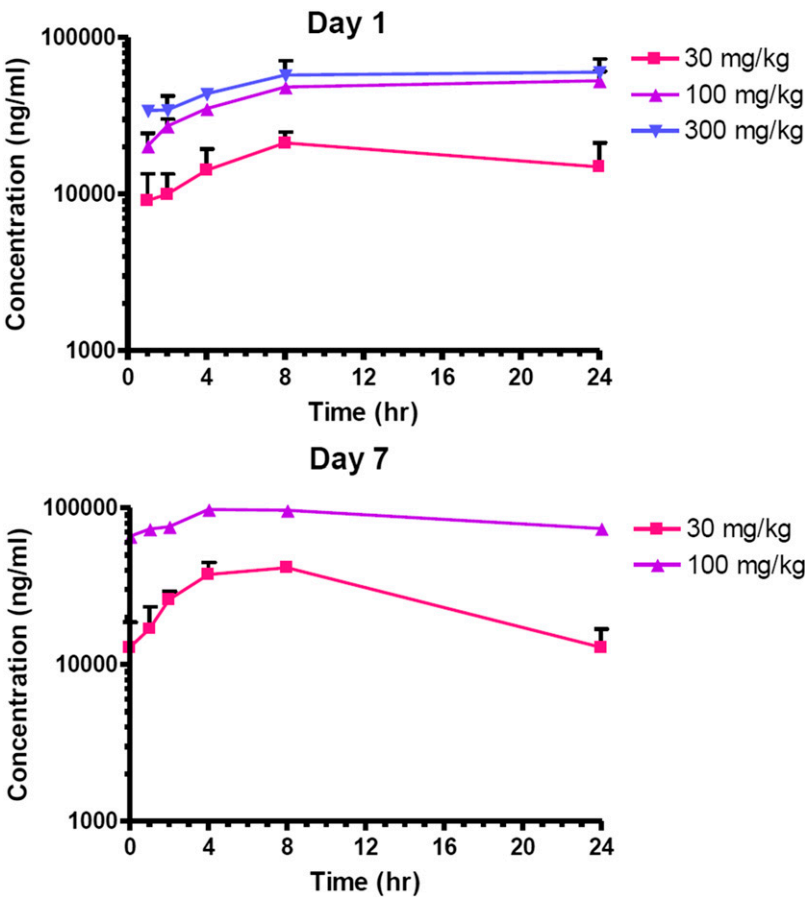 Day 1
Concentration (ng/ml)
100000
10000
1000
0 4 8 12 16 20 24
Time (hr)
30 mg/kg
100 mg/kg
300 mg/kg
Day 7
Concentration (ng/ml)
100000
10000
1000
0 4 8 12 16 20 24
Time (hr)
30 mg/kg
100 mg/kg